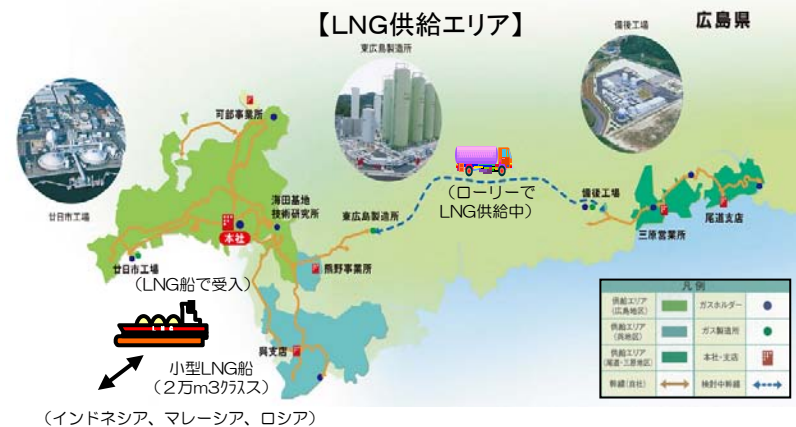 【LNG供給エリア】
広島県
東広島製造所
備後工場
可部事業所
廿日市工場
海田基地
技術研究所
本社
(ローリーで
LNG供給中)
東広島製造所
備後工場
三原営業所
尾道支店
廿日市工場
(LNG船で受入)
熊野事業所
呉支店
小型LNG船
(2万m3クラスス)
(インドネシア、マレーシア、ロシア)
凡例
供給エリア
(広島地区)
ガスホルダー
供給エリア
(呉地区)
ガス製造所
供給エリア
(尾道・三原地区)
本社・支店
幹線(自社)
検討中幹線